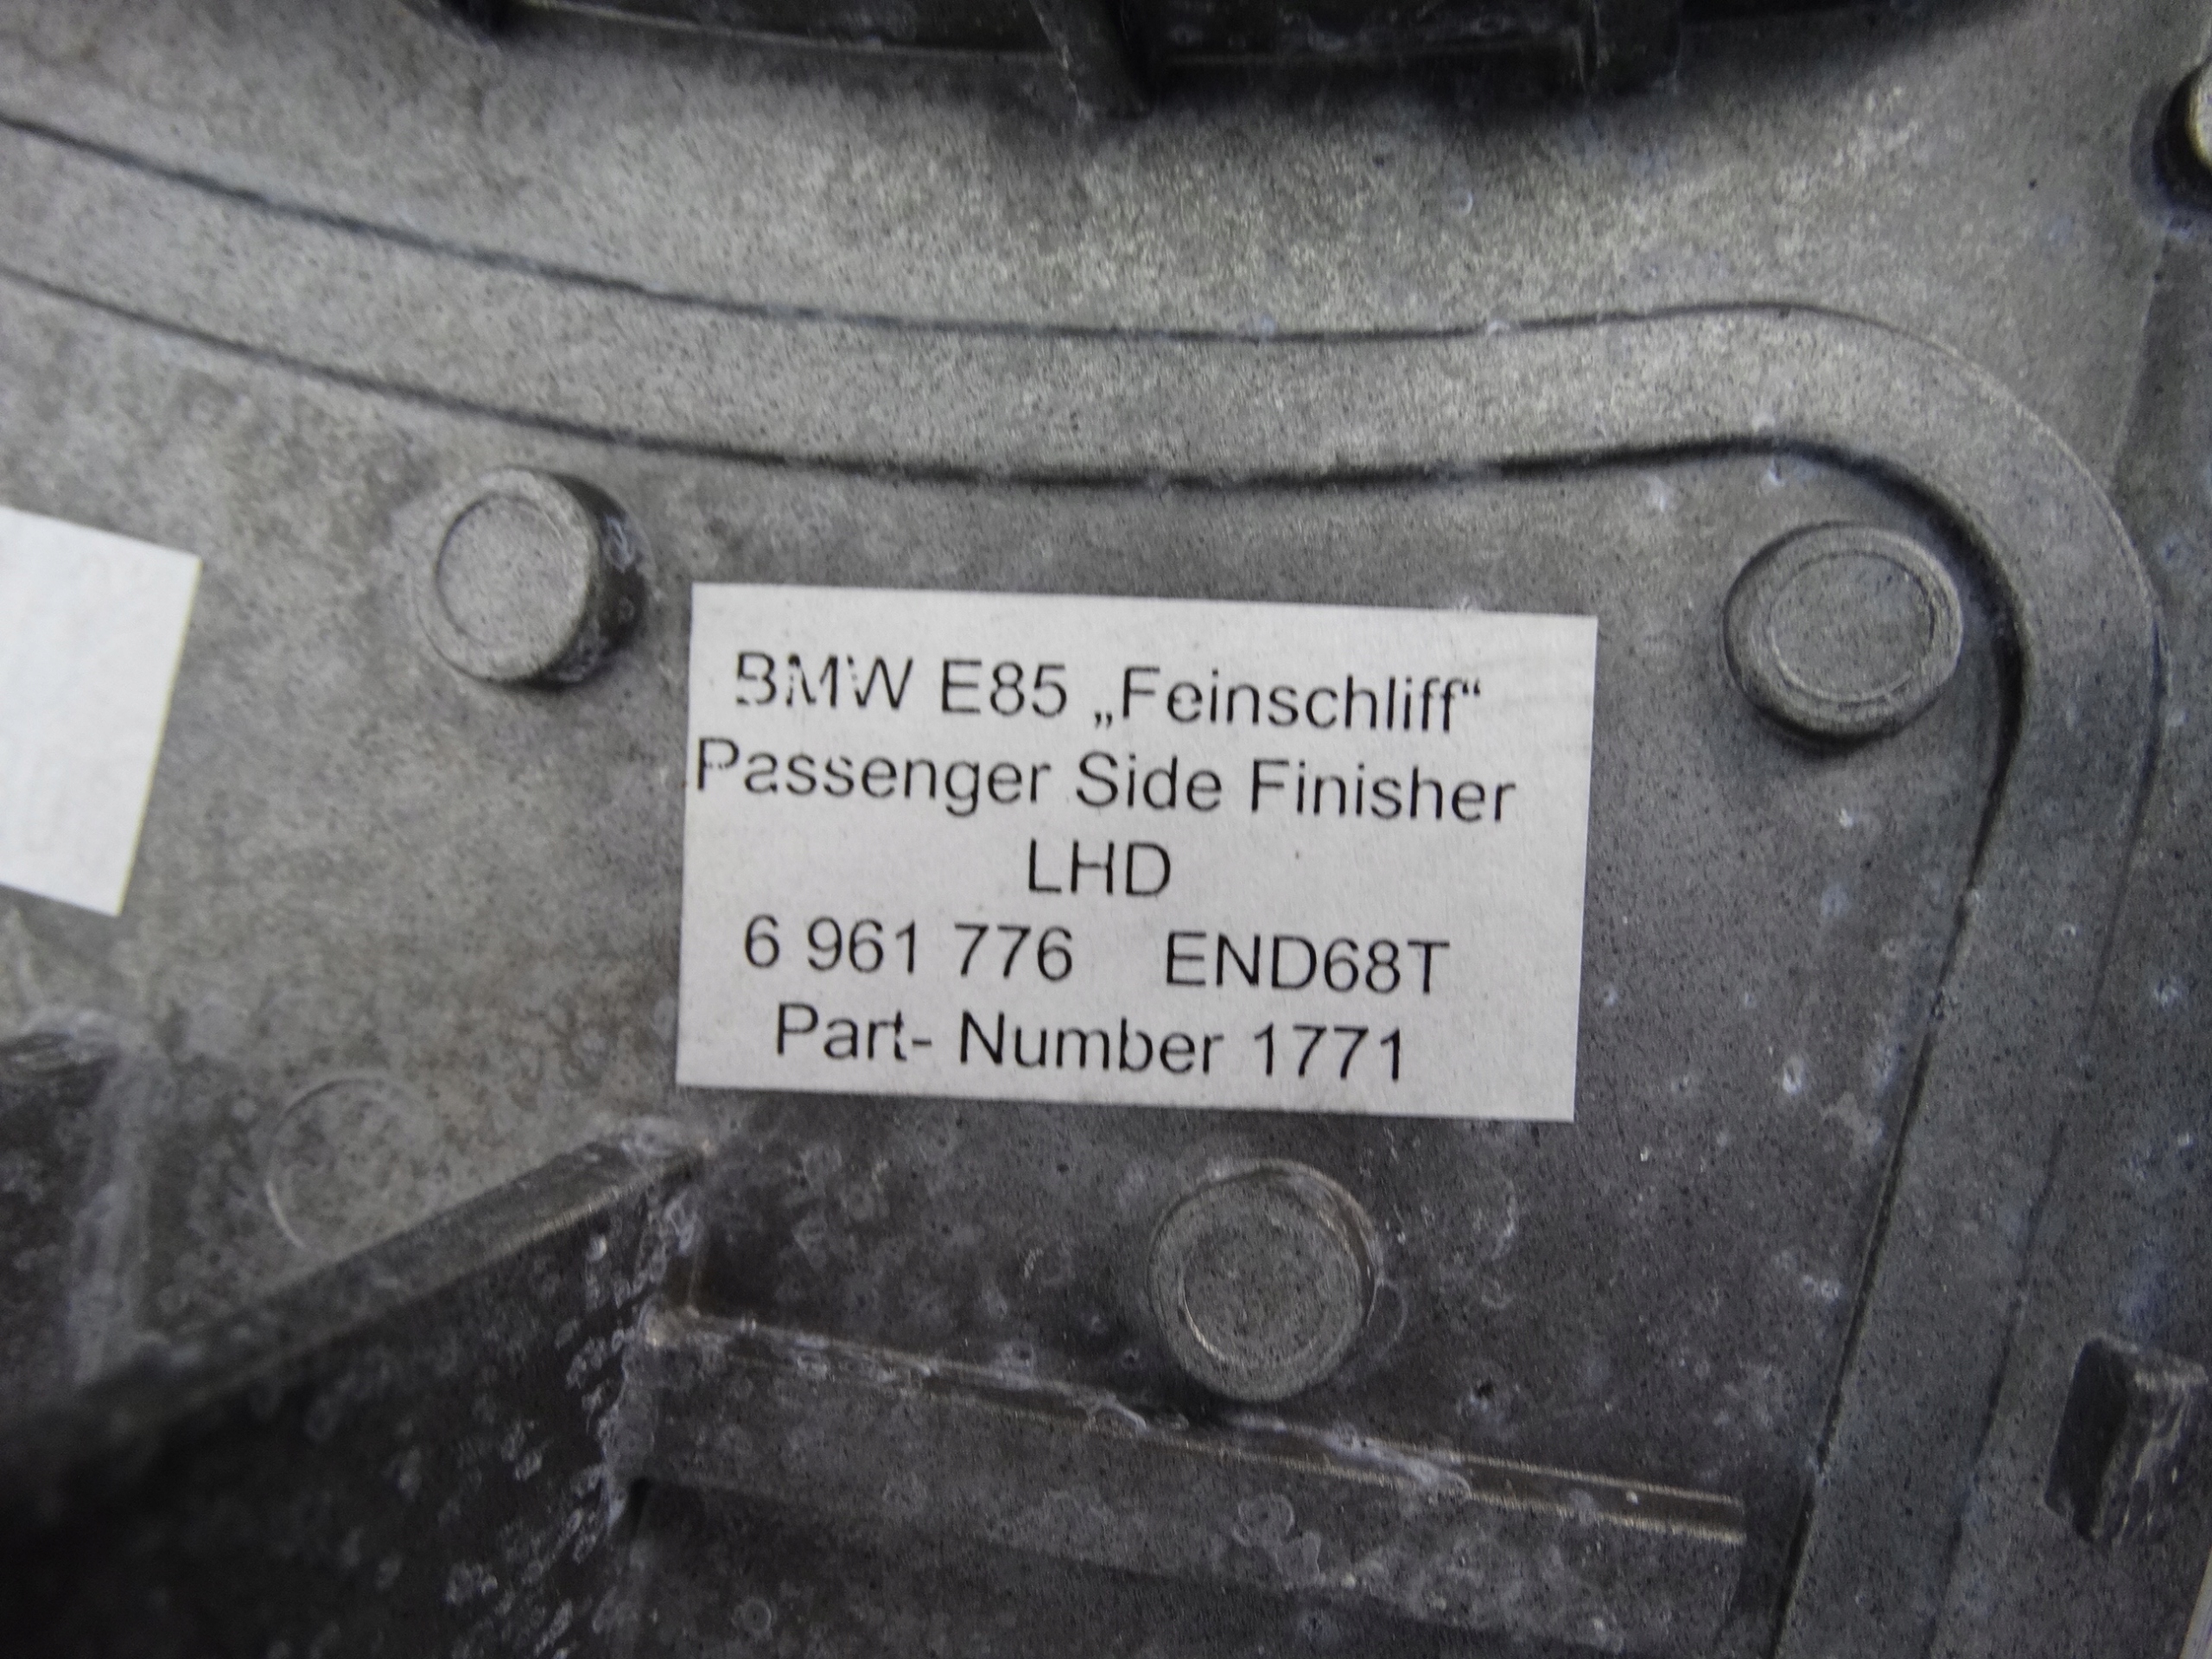 BMW E85 „Feinschliff“
Passenger Side Finisher
LHD
6 961 776 END68T
Part- Number 1771